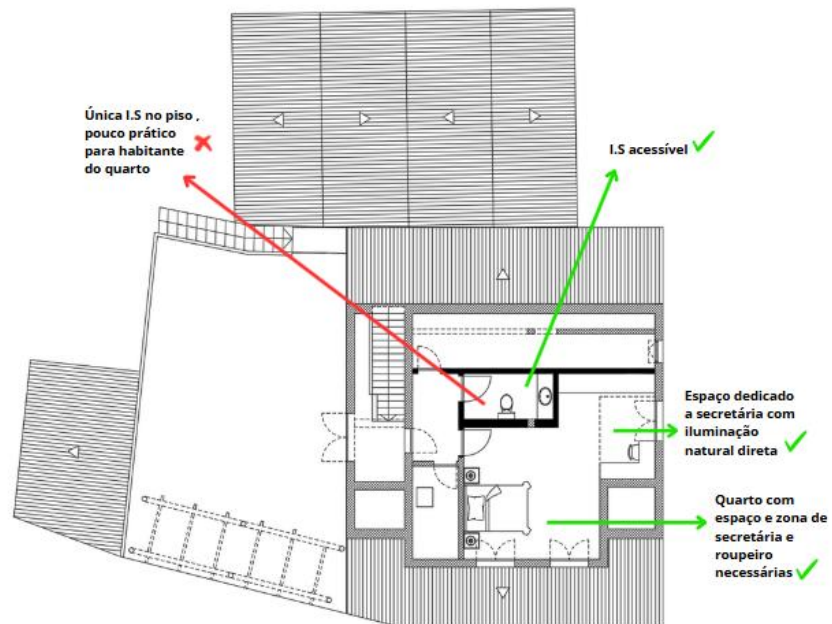 Única I.S no piso ,
pouco prático
para habitante
do quarto
I.S acessível
Espaço dedicado
a secretária com
iluminação
natural direta
Quarto com
espaço e zona de
secretária e
roupeiro
necessárias